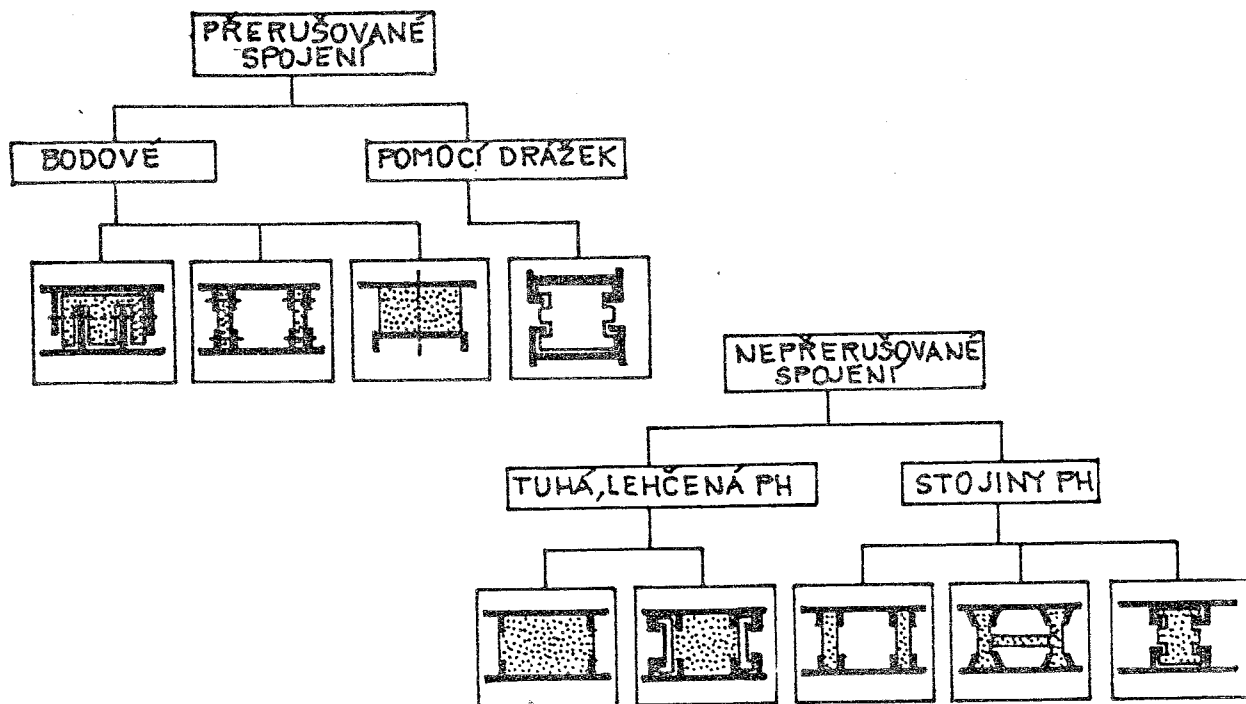 PŘERUŠOVANÉ
SPOJENÍ
BODOVÉ
POMOCÍ DRÁŽEK
NEPŘERUŠOVANÉ
SPOJENÍ
TUHÁ, LEHČENÁ PH
STOJINY PH